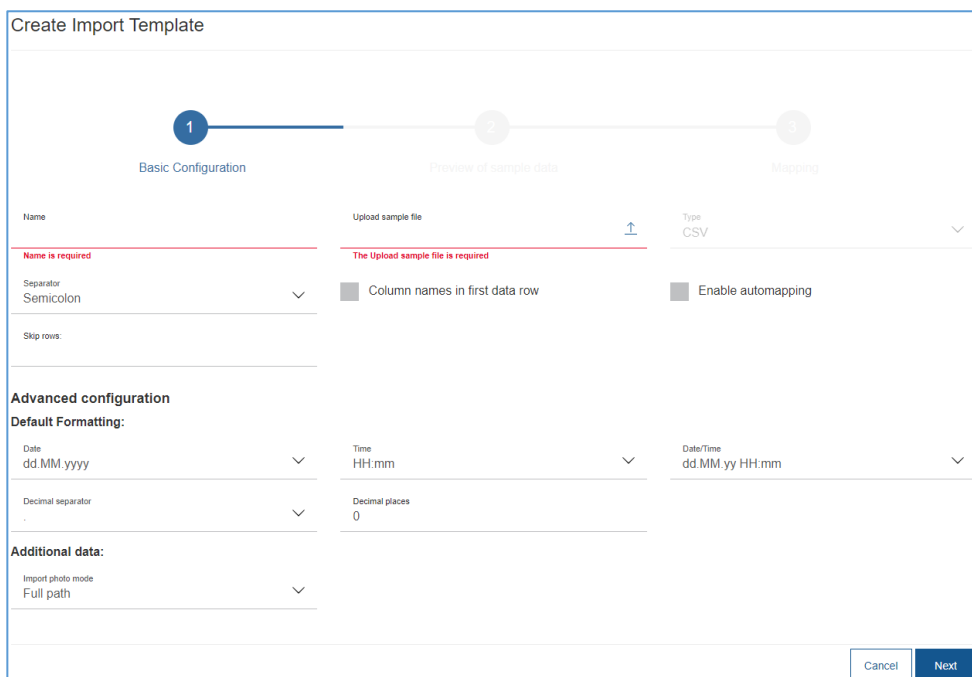 Create Import Template
1
2
3
Basic Configuration
Preview of sample data
Mapping
Name
Upload sample file
Type
CSV
Name is required
The Upload sample file is required
Separator
Semicolon
Column names in first data row
Enable automapping
Skip rows:
Advanced configuration
Default Formatting:
Date
dd.MM.yyyy
Time
HH:mm
Date/Time
dd.MM.yy HH:mm
Decimal separator
.
Decimal places
0
Additional data:
Import photo mode
Full path
Cancel
Next